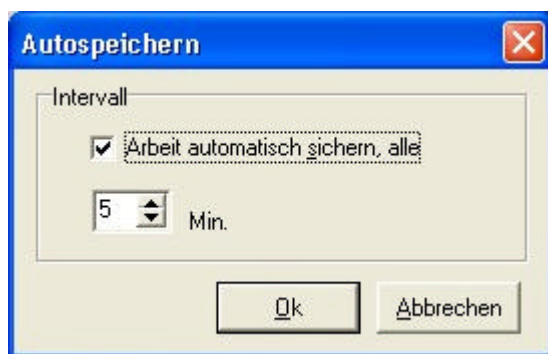 Autospeichern
Intervall
Arbeit automatisch sichern, alle
5 Min.
Ok Abbrechen